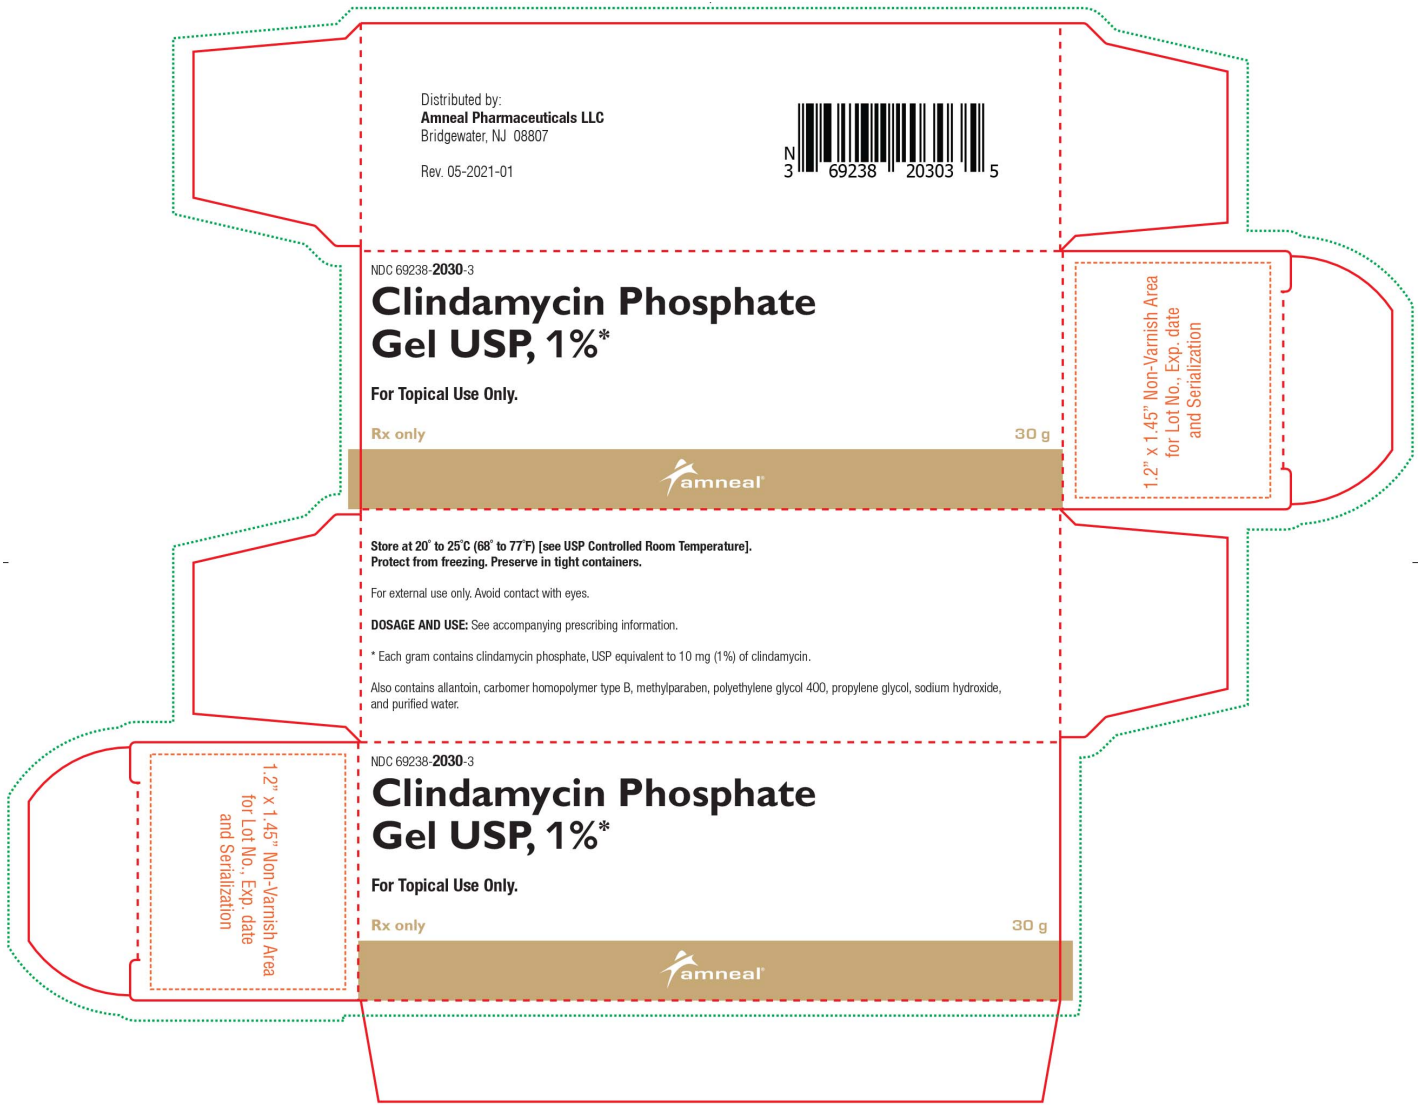 Distributed by:
Amneal Pharmaceuticals LLC
Bridgewater, NJ  08807
Rev. 05-2021-01
N
3 69238 20303 5
NDC 69238-2030-3
Clindamycin Phosphate
Gel USP, 1%*
For Topical Use Only.
Rx only 30 g
amneal®
1.2” x 1.45” Non-Varnish Area
for Lot No., Exp. date
and Serialization
Store at 20° to 25°C (68° to 77°F) [see USP Controlled Room Temperature].
Protect from freezing. Preserve in tight containers.
For external use only. Avoid contact with eyes.
DOSAGE AND USE: See accompanying prescribing information.
* Each gram contains clindamycin phosphate, USP equivalent to 10 mg (1%) of clindamycin.
Also contains allantoin, carbomer homopolymer type B, methylparaben, polyethylene glycol 400, propylene glycol, sodium hydroxide,
and purified water.
1.2” x 1.45” Non-Varnish Area
for Lot No., Exp. date
and Serialization
NDC 69238-2030-3
Clindamycin Phosphate
Gel USP, 1%*
For Topical Use Only.
Rx only 30 g
amneal®